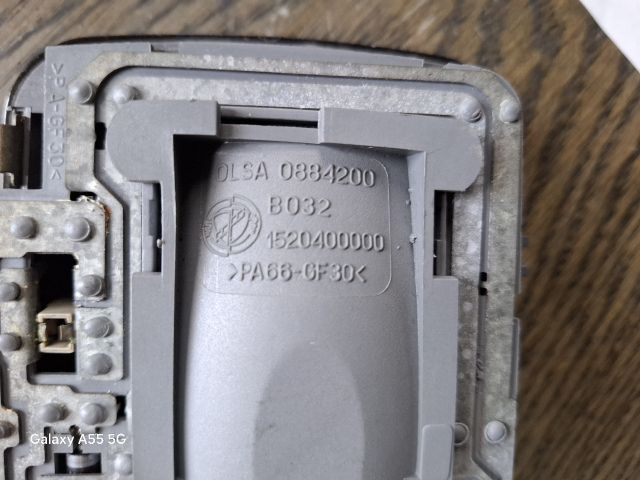 >PA-GF30<
OLSA 0884200
B032
1520400000
>PA66-GF30<
Galaxy A55 5G